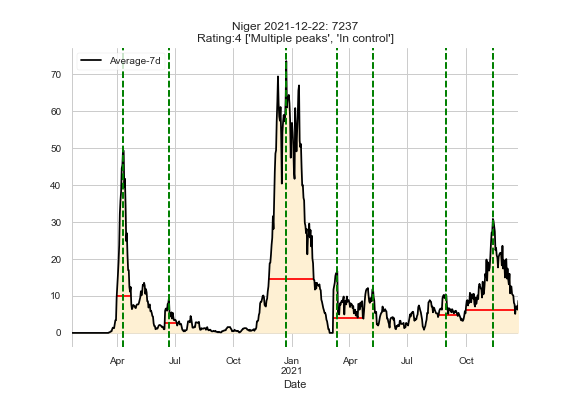 Niger 2021-12-22: 7237
Rating:4 ['Multiple peaks', 'In control']
Average-7d
70
60
50
40
30
20
10
0
Apr Jul Oct Jan Apr Jul Oct
2021
Date